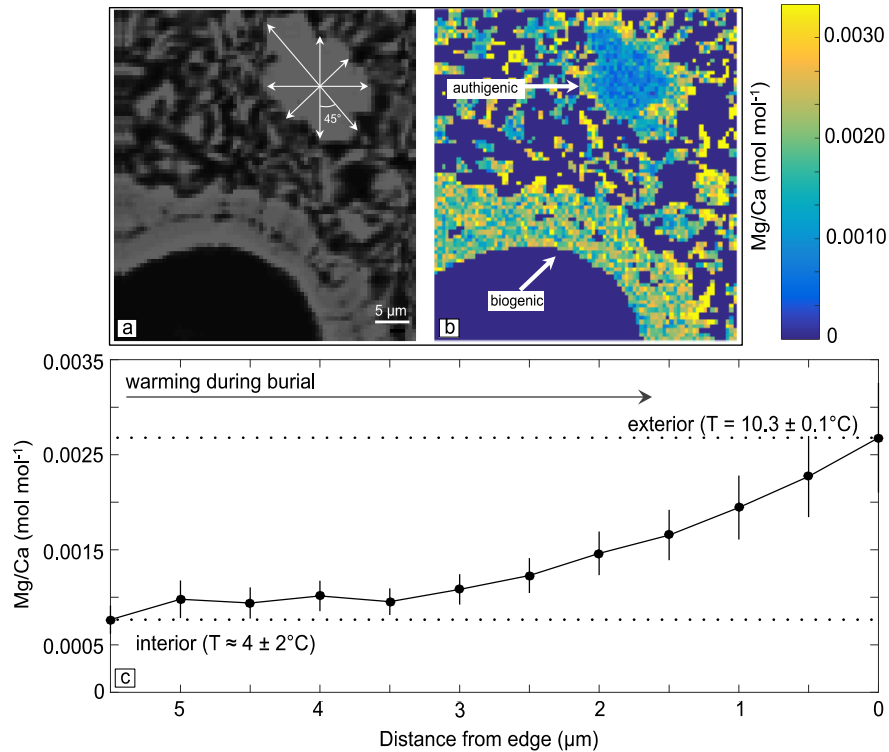 45°
5 µm
a
authigenic
biogenic
b
0.0030
0.0020
0.0010
0
Mg/Ca (mol mol⁻¹)
0.0035
0.0025
0.0015
0.0005
0
Mg/Ca (mol mol⁻¹)
warming during burial
exterior (T = 10.3 ± 0.1°C)
interior (T ≈ 4 ± 2°C)
c
5 4 3 2 1 0
Distance from edge (µm)